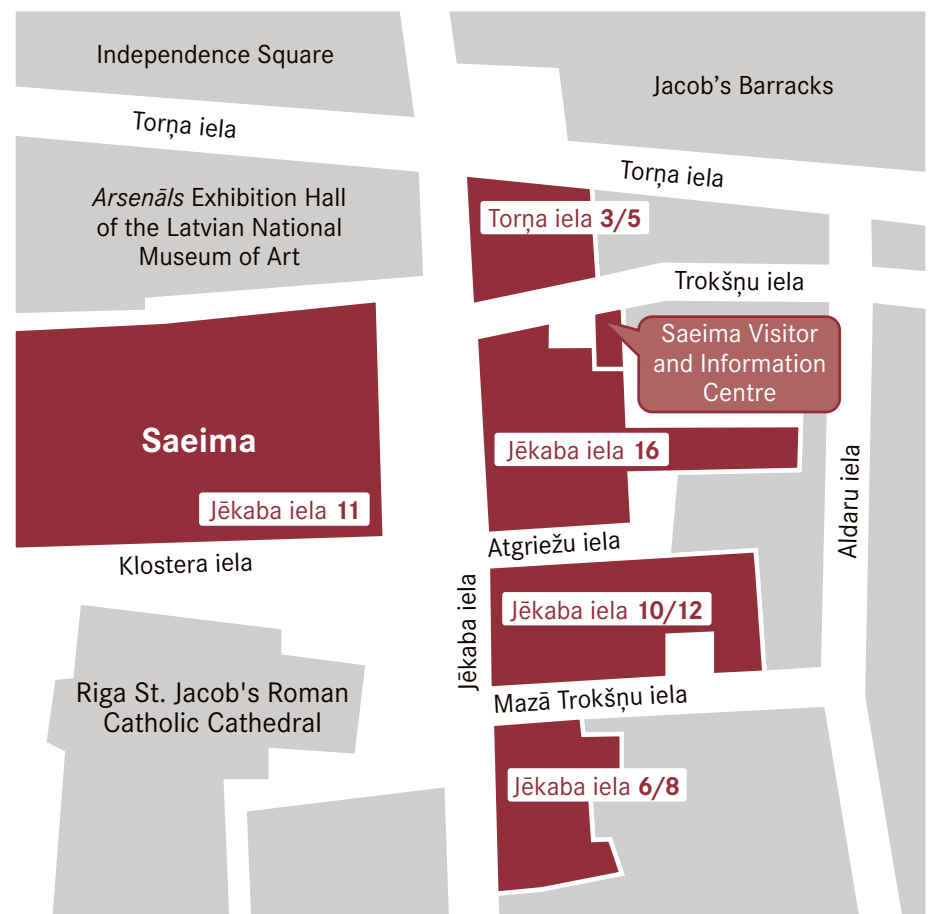 Independence Square
Jacob's Barracks
Torņa iela
Torņa iela
Arsenāls Exhibition Hall
of the Latvian National
Museum of Art
Torņa iela 3/5
Trokšņu iela
Saeima Visitor
and Information
Centre
Saeima
Jēkaba iela 16
Jēkaba iela 11
Aldaru iela
Atgriežu iela
Klostera iela
Jēkaba iela
Jēkaba iela 10/12
Riga St. Jacob's Roman
Catholic Cathedral
Mazā Trokšņu iela
Jēkaba iela 6/8